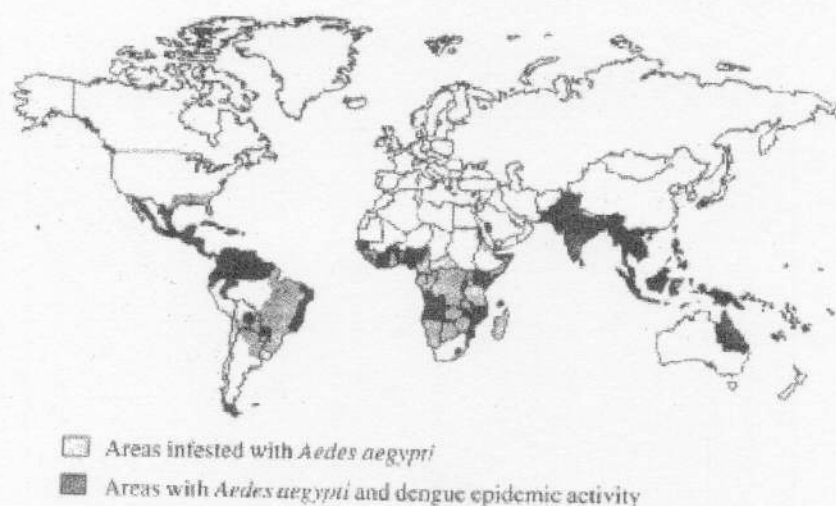 Areas infested with Aedes aegypti
Areas with Aedes aegypti and dengue epidemic activity